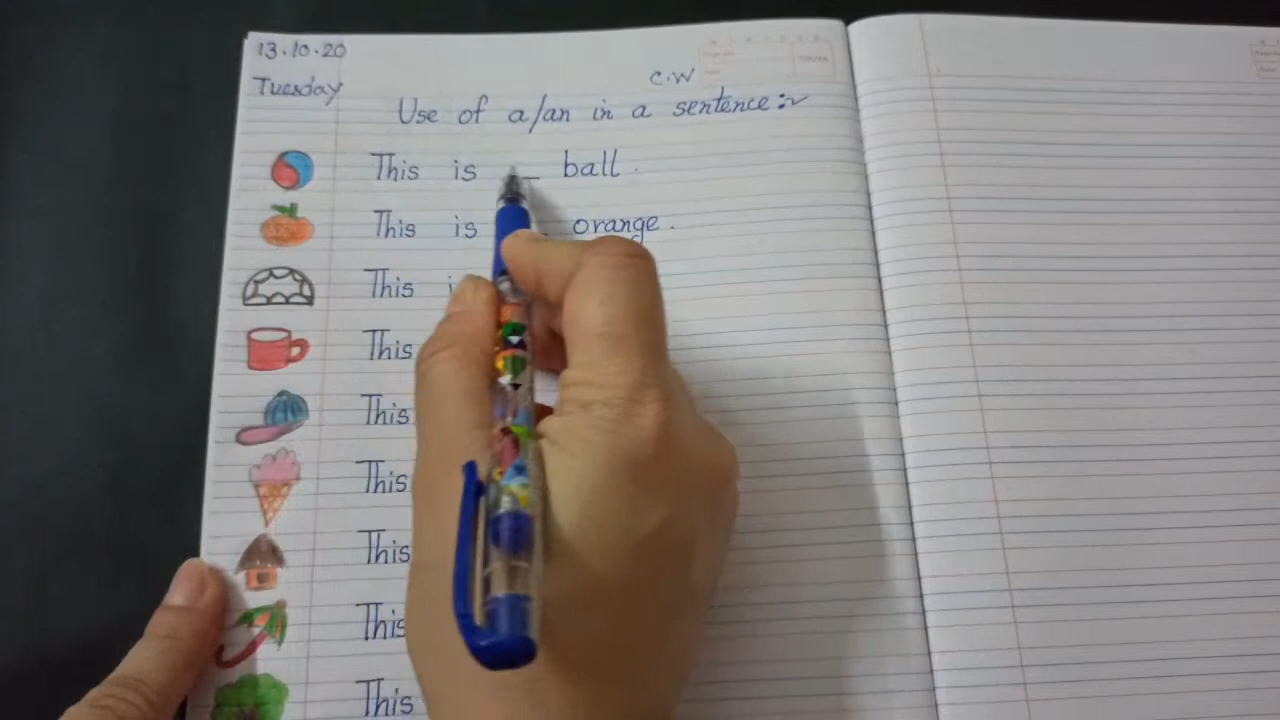 13.10.20
Tuesday
C.W
Use of a/an in a sentence:~
This is _ ball.
This is orange.
This
This
This
This
This
This
This